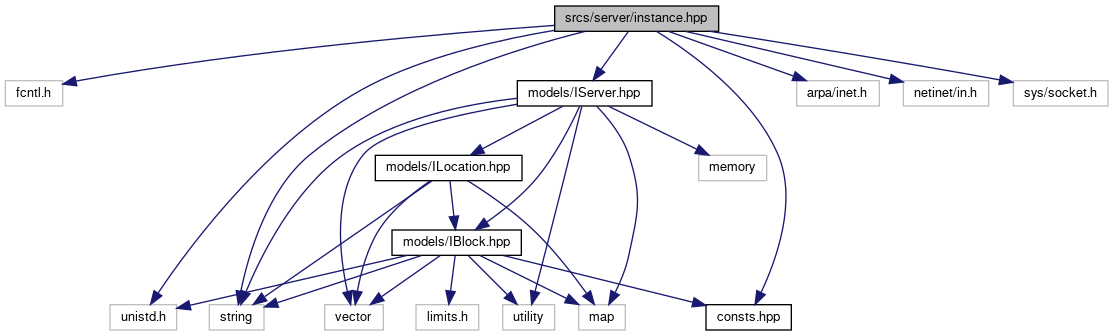 srcs/server/instance.hpp
fcntl.h
models/IServer.hpp
arpa/inet.h
netinet/in.h
sys/socket.h
models/ILocation.hpp
memory
models/IBlock.hpp
unistd.h
string
vector
limits.h
utility
map
consts.hpp